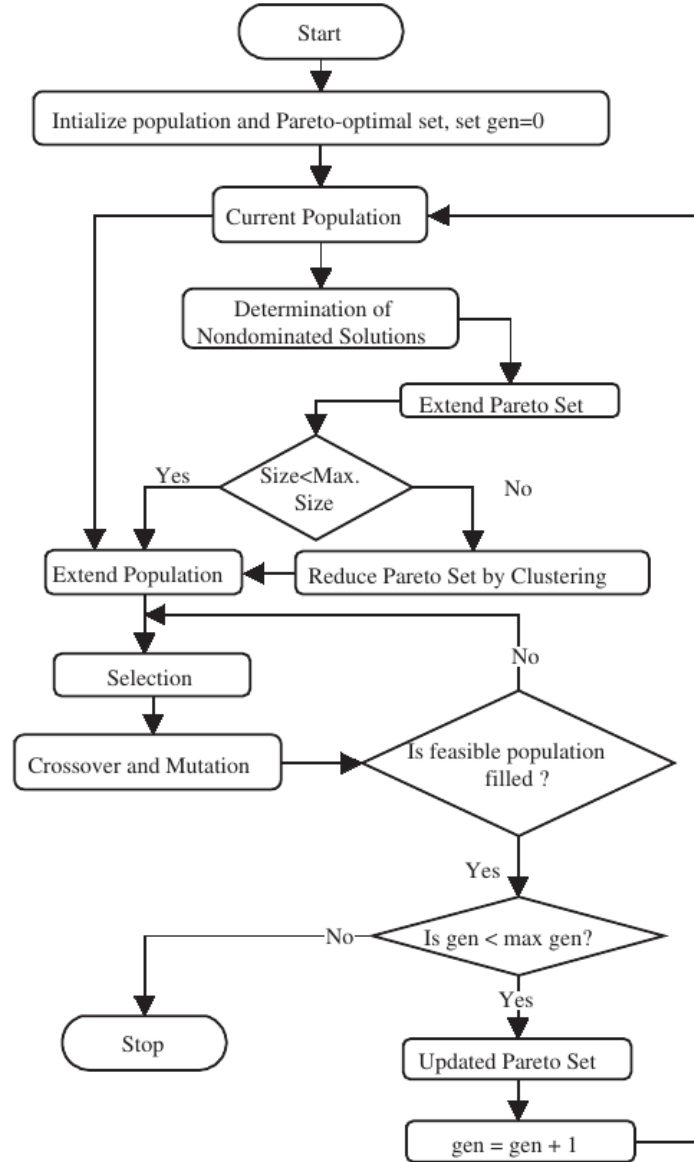 Start
Intialize population and Pareto-optimal set, set gen=0
Current Population
Determination of
Nondominated Solutions
Extend Pareto Set
Size<Max.
Size
Yes
No
Extend Population
Reduce Pareto Set by Clustering
No
Selection
Is feasible population
filled ?
Crossover and Mutation
Yes
Is gen < max gen?
No
Yes
Stop
Updated Pareto Set
gen = gen + 1